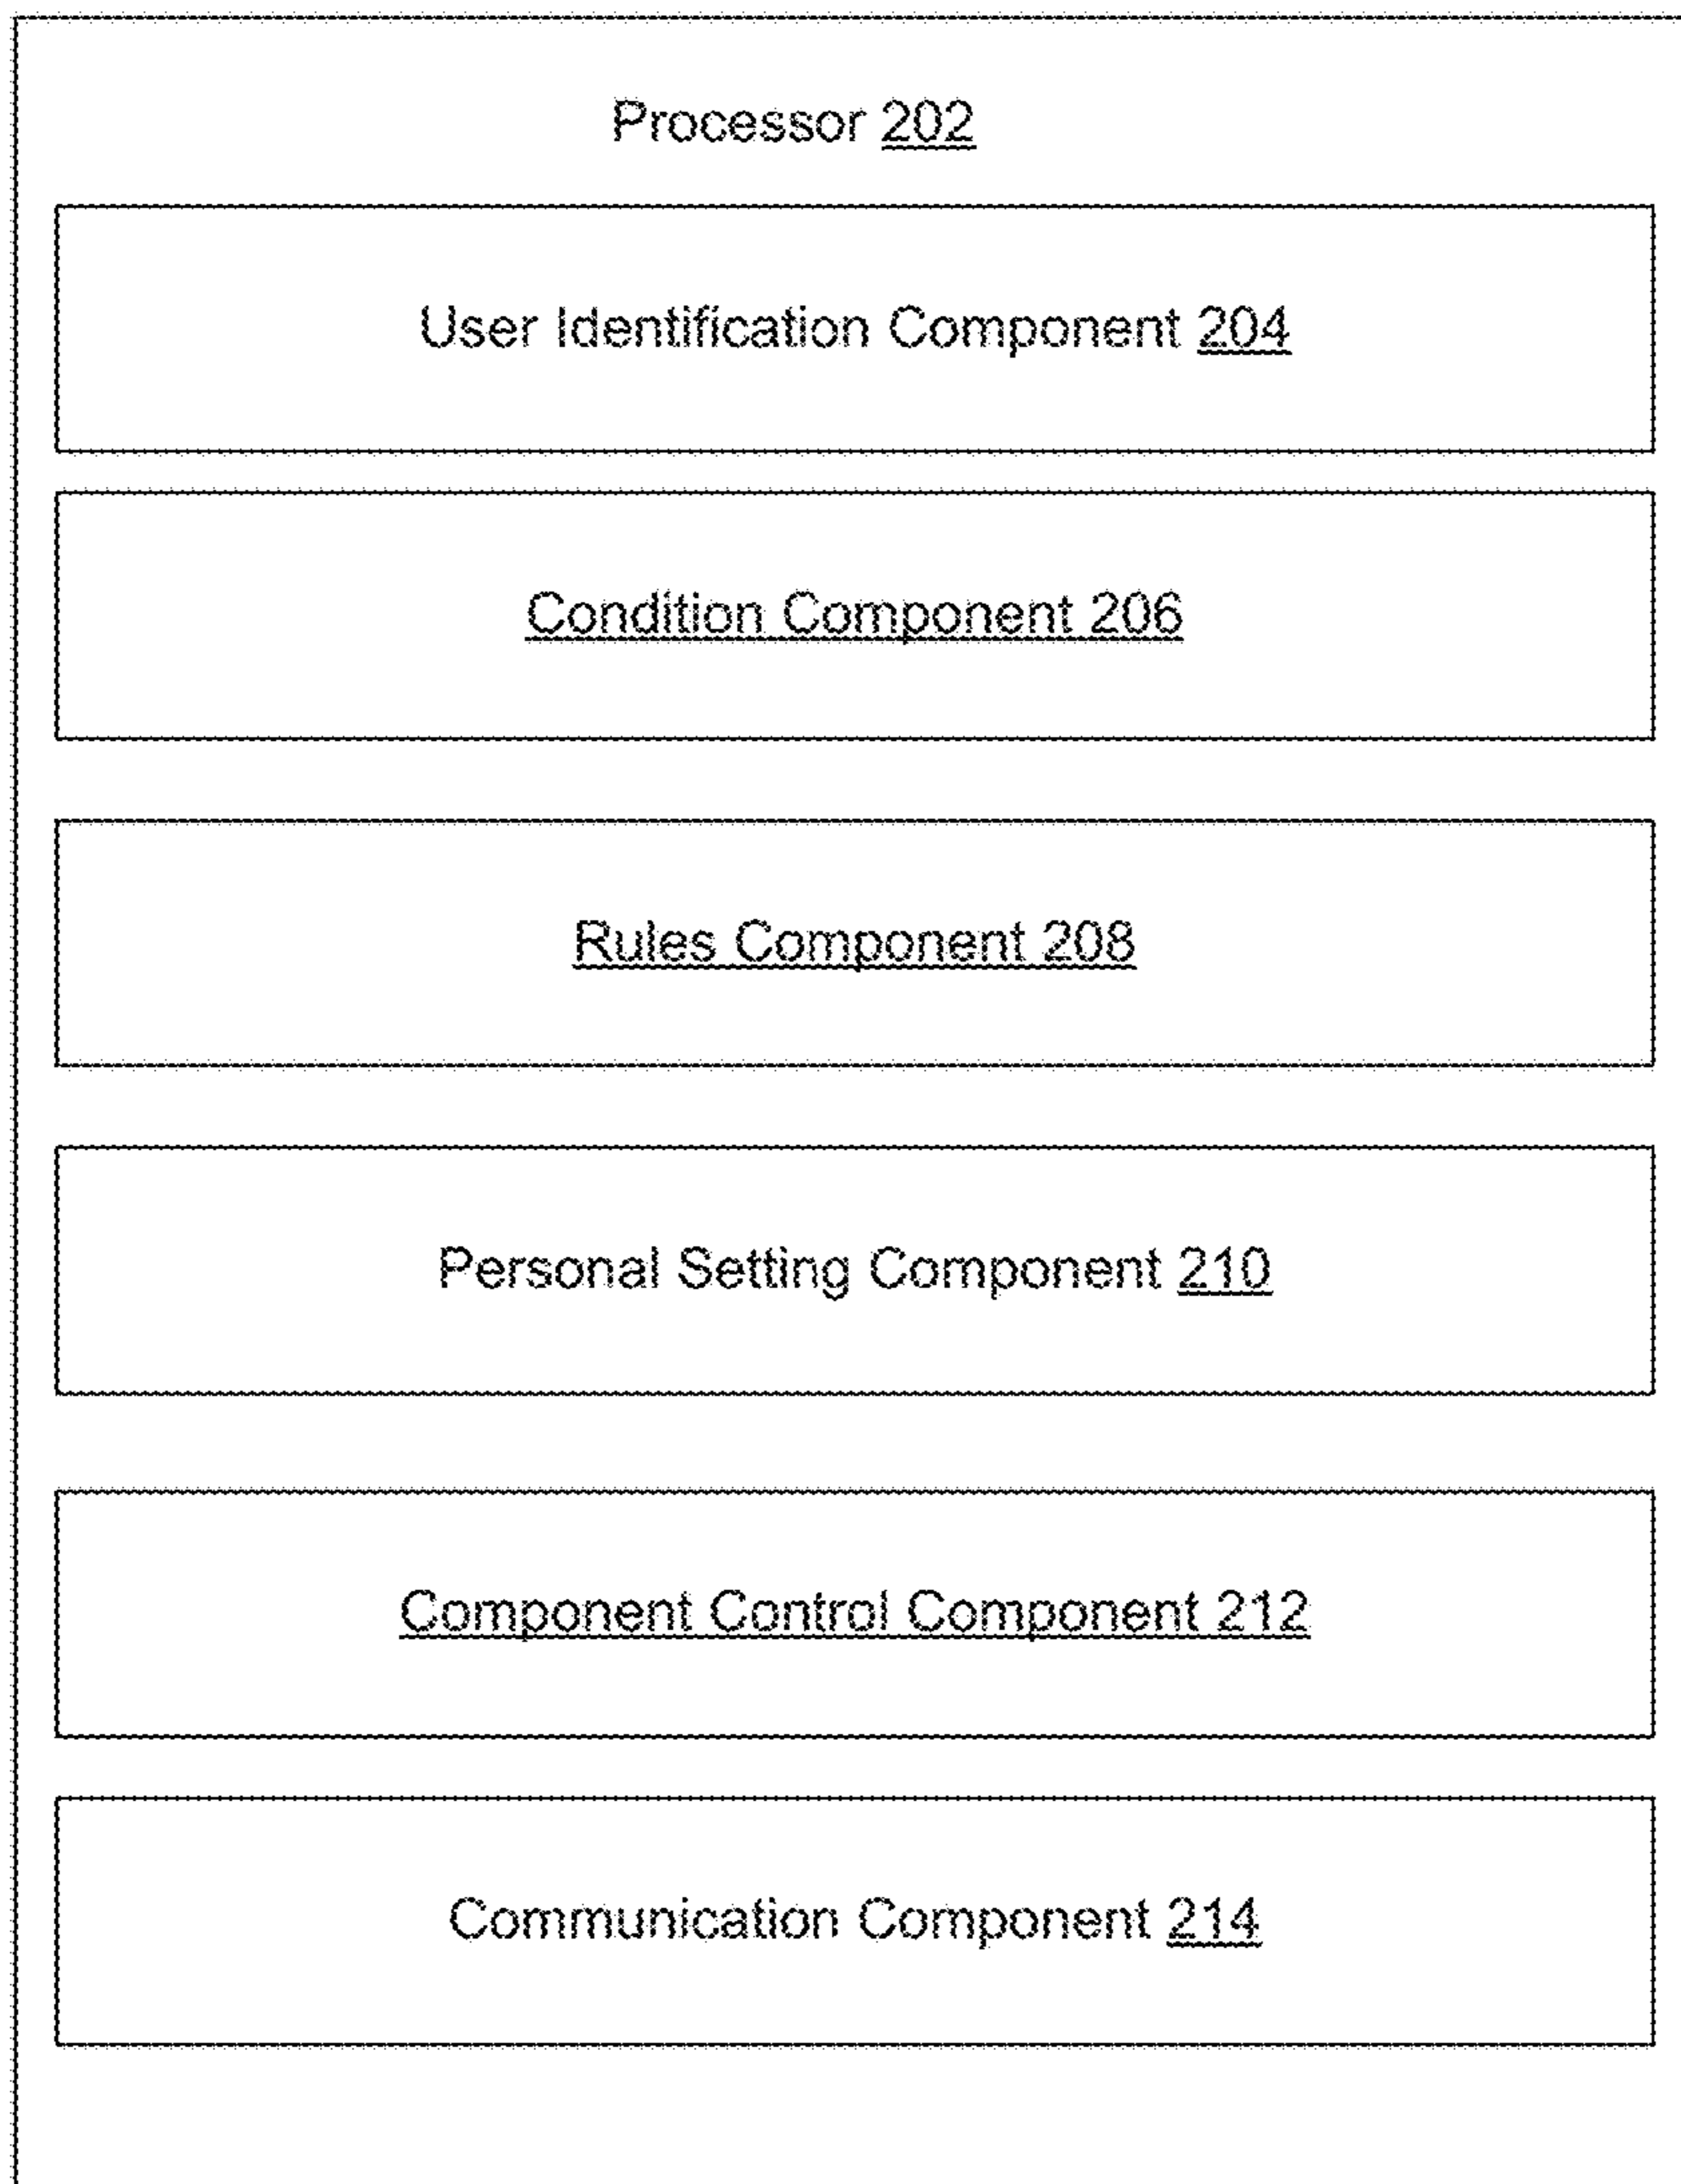 Processor 202
User Identification Component 204
Condition Component 206
Rules Component 208
Personal Setting Component 210
Component Control Component 212
Communication Component 214